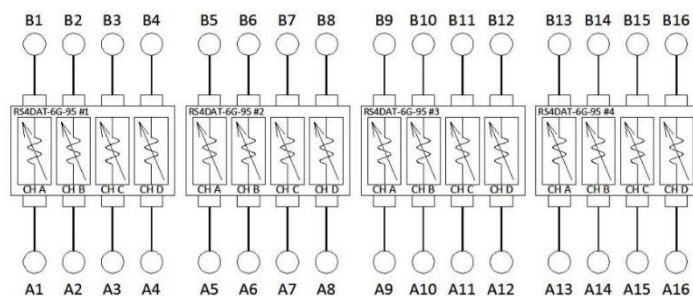 B1 B2 B3 B4 B5 B6 B7 B8 B9 B10 B11 B12 B13 B14 B15 B16
RS4DAT-6G-95 #1 RS4DAT-6G-95 #2 RS4DAT-6G-95 #3 RS4DAT-6G-95 #4
CH A CH B CH C CH D CH A CH B CH C CH D CH A CH B CH C CH D CH A CH B CH C CH D
A1 A2 A3 A4 A5 A6 A7 A8 A9 A10 A11 A12 A13 A14 A15 A16